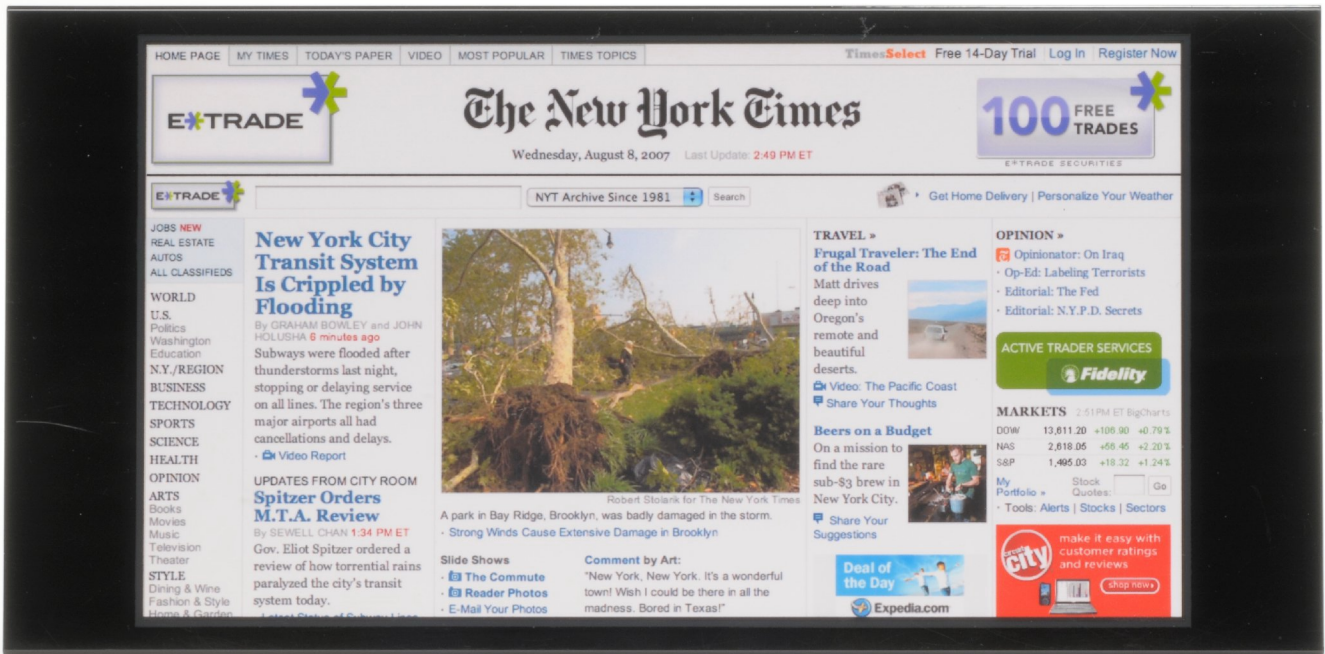 HOME PAGE MY TIMES TODAY'S PAPER VIDEO MOST POPULAR TIMES TOPICS
TimesSelect Free 14-Day Trial Log In Register Now
E*TRADE
The New York Times
Wednesday, August 8, 2007 Last Update: 2:49 PM ET
100 FREE TRADES
E*TRADE SECURITIES
E*TRADE
NYT Archive Since 1981 Search
Get Home Delivery | Personalize Your Weather
JOBS NEW
REAL ESTATE
AUTOS
ALL CLASSIFIEDS
WORLD
U.S.
Politics
Washington
Education
N.Y./REGION
BUSINESS
TECHNOLOGY
SPORTS
SCIENCE
HEALTH
OPINION
ARTS
Books
Movies
Music
Television
Theater
STYLE
Dining & Wine
Fashion & Style
Home & Garden
New York City
Transit System
Is Crippled by
Flooding
By GRAHAM BOWLEY and JOHN
HOLUSHA 6 minutes ago
Subways were flooded after
thunderstorms last night,
stopping or delaying service
on all lines. The region's three
major airports all had
cancellations and delays.
· Video Report
UPDATES FROM CITY ROOM
Spitzer Orders
M.T.A. Review
By SEWELL CHAN 1:34 PM ET
Gov. Eliot Spitzer ordered a
review of how torrential rains
paralyzed the city's transit
system today.
· Latest Status of Subway Lines
Robert Stolarik for The New York Times
A park in Bay Ridge, Brooklyn, was badly damaged in the storm.
· Strong Winds Cause Extensive Damage in Brooklyn
Slide Shows
· The Commute
· Reader Photos
· E-Mail Your Photos
Comment by Art:
"New York, New York. It's a wonderful
town! Wish I could be there in all the
madness. Bored in Texas!"
TRAVEL »
Frugal Traveler: The End
of the Road
Matt drives
deep into
Oregon's
remote and
beautiful
deserts.
Video: The Pacific Coast
Share Your Thoughts
Beers on a Budget
On a mission to
find the rare
sub-$3 brew in
New York City.
Share Your
Suggestions
Deal of
the Day
Expedia.com
OPINION »
Opinionator: On Iraq
· Op-Ed: Labeling Terrorists
· Editorial: The Fed
· Editorial: N.Y.P.D. Secrets
ACTIVE TRADER SERVICES
Fidelity
MARKETS 2:51PM ET BigCharts
DOW 13,611.20 +106.90 +0.79%
NAS 2,618.05 +56.45 +2.20%
S&P 1,495.03 +18.32 +1.24%
My
Portfolio » Stock
Quotes: Go
· Tools: Alerts | Stocks | Sectors
circuit city
make it easy with
customer ratings
and reviews
shop now